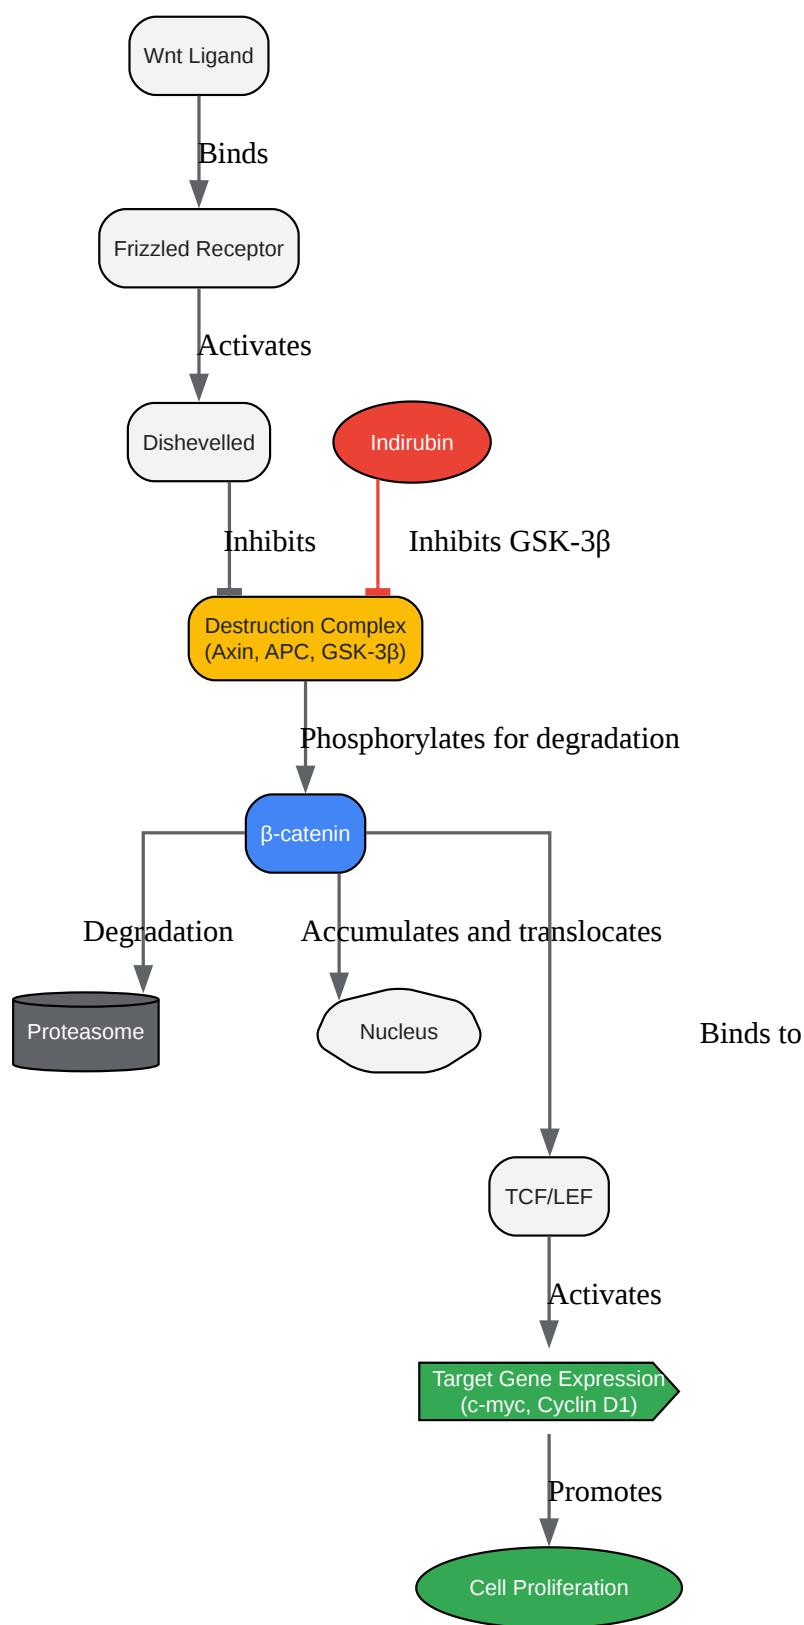 Wnt Ligand
Binds
Frizzled Receptor
Activates
Dishevelled
Indirubin
Inhibits
Inhibits GSK-3β
Destruction Complex
(Axin, APC, GSK-3β)
Phosphorylates for degradation
β-catenin
Degradation
Accumulates and translocates
Proteasome
Nucleus
Binds to
TCF/LEF
Activates
Target Gene Expression
(c-myc, Cyclin D1)
Promotes
Cell Proliferation